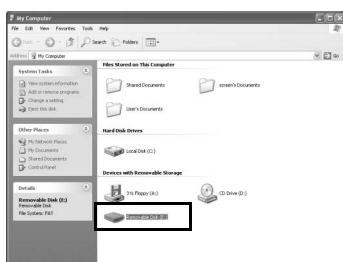 My Computer
File Edit View Favorites Tools Help
Back Search Folders
Address My Computer Go
System Tasks
View system information
Add or remove programs
Change a setting
Eject this disk
Other Places
My Network Places
My Documents
Shared Documents
Control Panel
Details
Removable Disk (E:)
Removable Disk
File System: FAT
Files Stored on This Computer
Shared Documents
screen's Documents
User's Documents
Hard Disk Drives
Local Disk (C:)
Devices with Removable Storage
3½ Floppy (A:)
CD Drive (D:)
Removable Disk (E:)